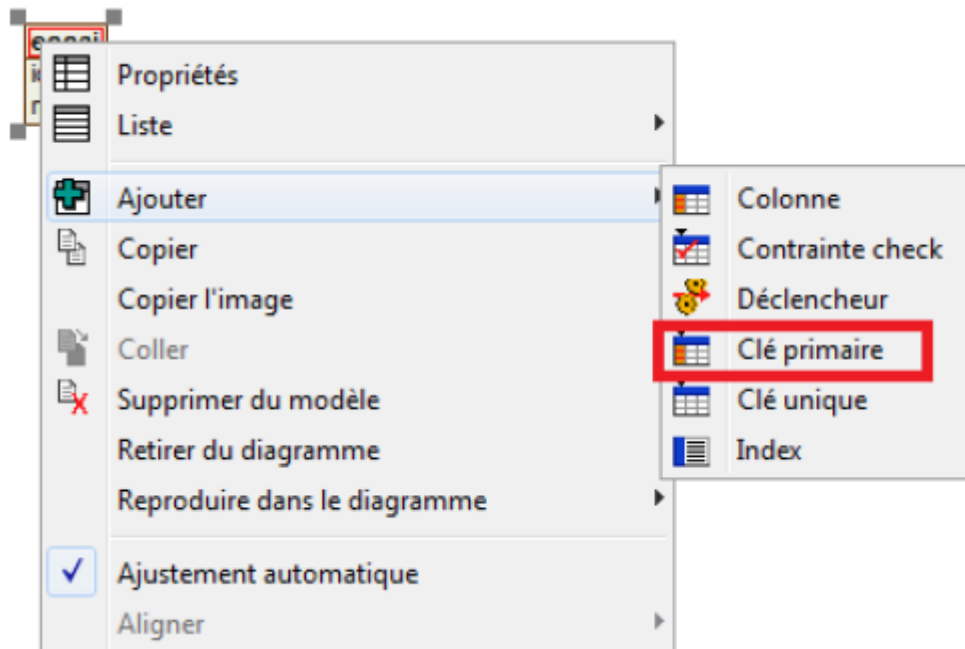 Propriétés
Liste
Ajouter
Copier
Copier l'image
Coller
Supprimer du modèle
Retirer du diagramme
Reproduire dans le diagramme
Ajustement automatique
Aligner
Colonne
Contrainte check
Déclencheur
Clé primaire
Clé unique
Index